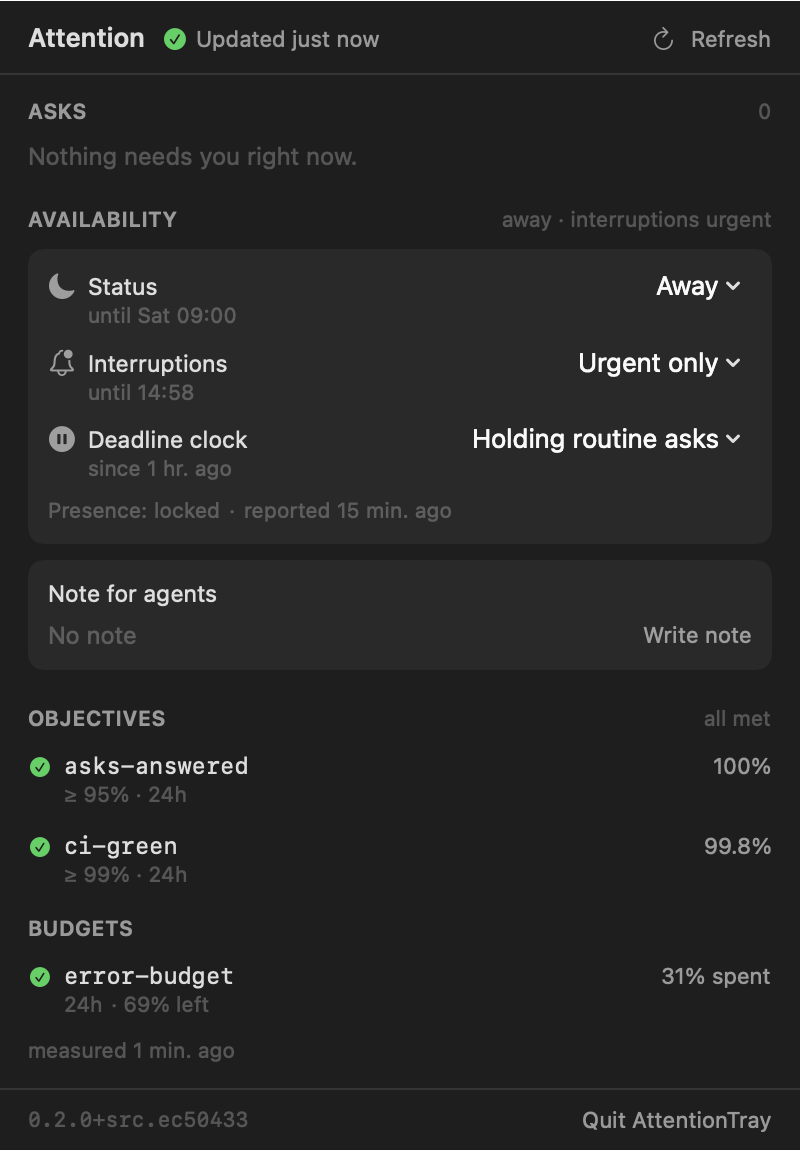 Attention Updated just now Refresh
ASKS 0
Nothing needs you right now.
AVAILABILITY away · interruptions urgent
Status Away
until Sat 09:00
Interruptions Urgent only
until 14:58
Deadline clock Holding routine asks
since 1 hr. ago
Presence: locked · reported 15 min. ago
Note for agents
No note Write note
OBJECTIVES all met
asks-answered 100%
≥ 95% · 24h
ci-green 99.8%
≥ 99% · 24h
BUDGETS
error-budget 31% spent
24h · 69% left
measured 1 min. ago
0.2.0+src.ec50433 Quit AttentionTray